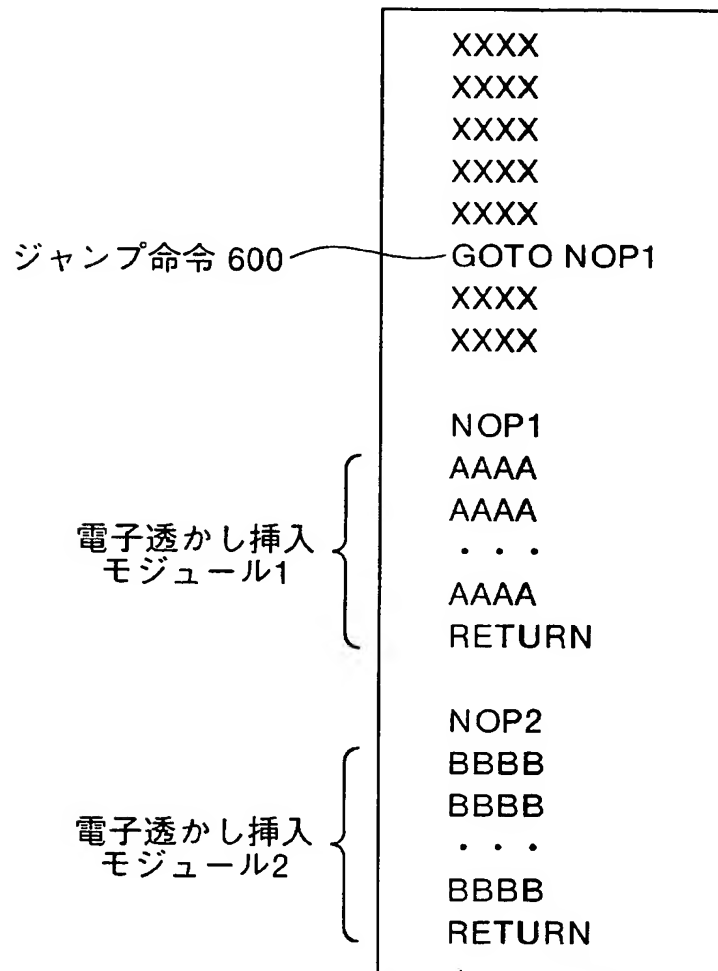 XXXX
XXXX
XXXX
XXXX
XXXX
ジャンプ命令 600 GOTO NOP1
XXXX
XXXX
NOP1
AAAA
AAAA
・・・
AAAA
RETURN
電子透かし挿入
モジュール1
NOP2
BBBB
BBBB
・・・
BBBB
RETURN
電子透かし挿入
モジュール2